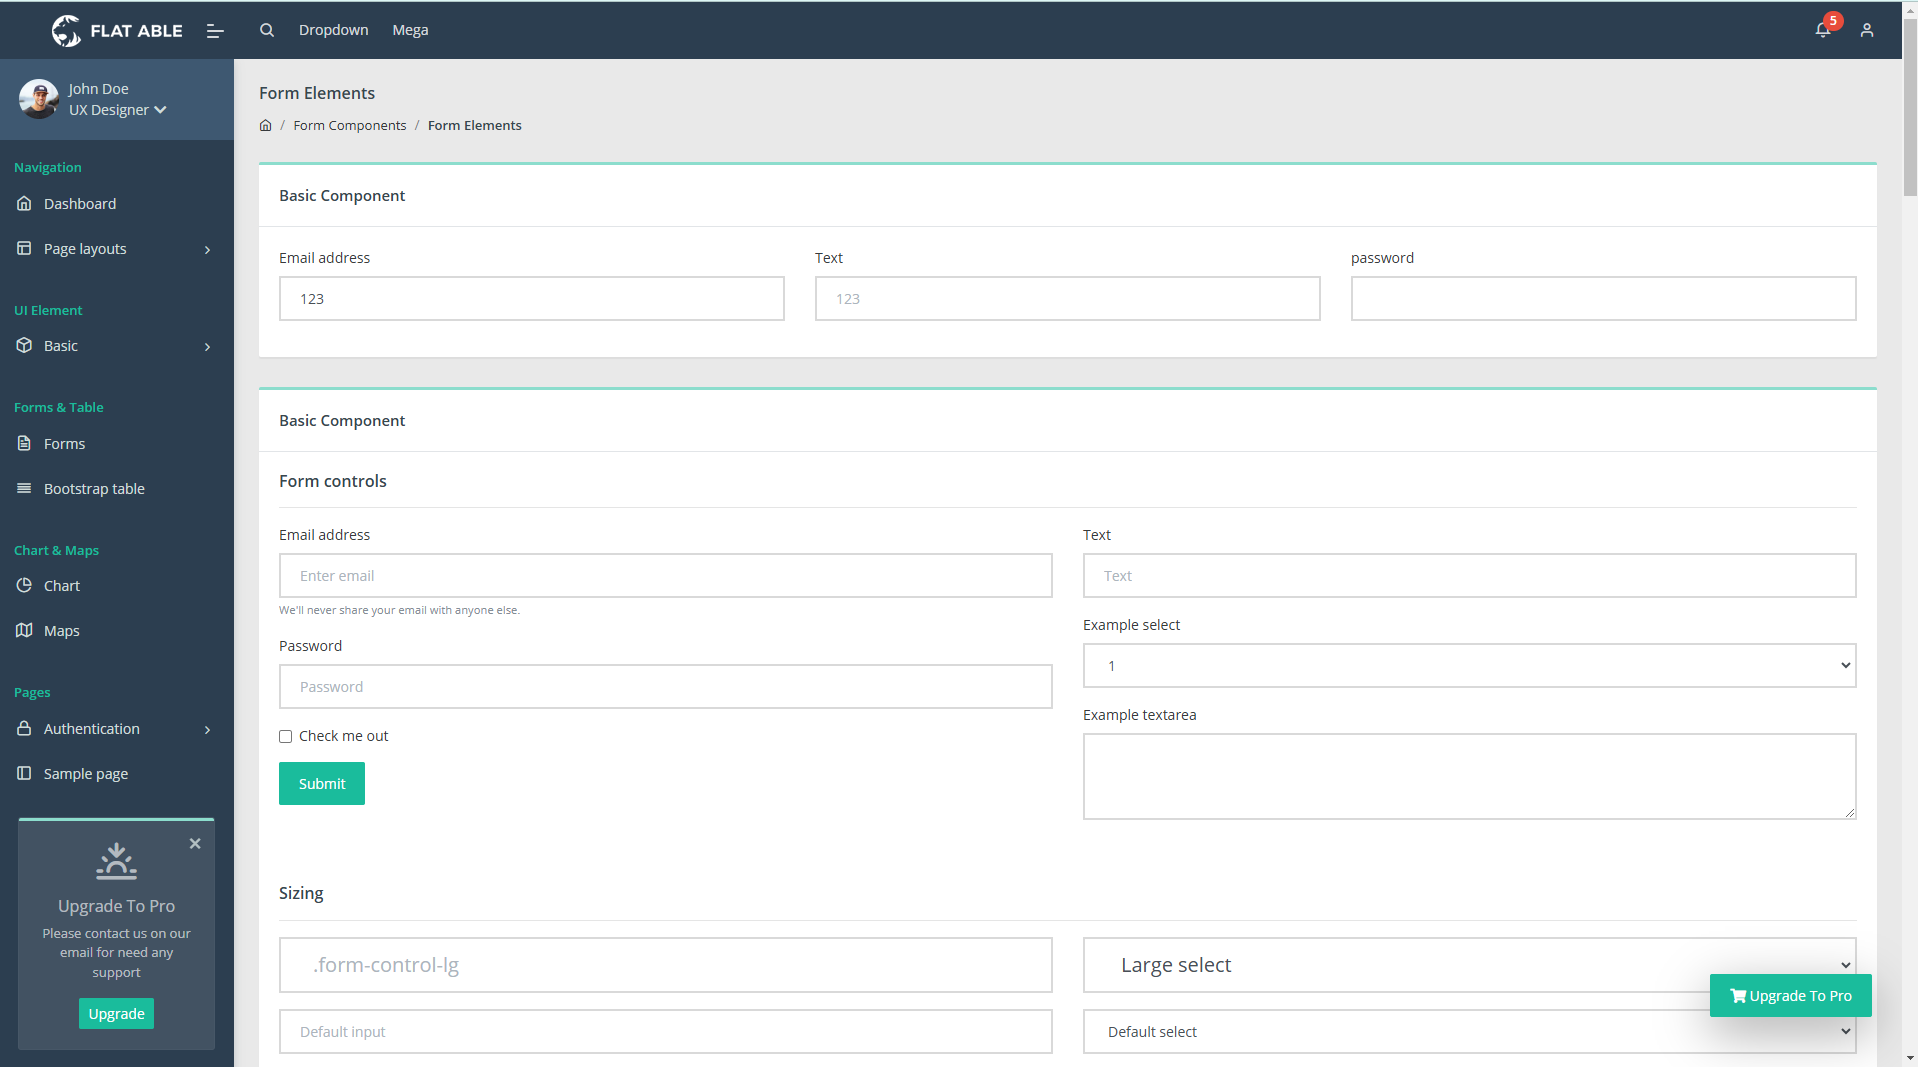 FLAT ABLE
Dropdown
Mega
5
John Doe
UX Designer
Navigation
Dashboard
Page layouts
UI Element
Basic
Forms & Table
Forms
Bootstrap table
Chart & Maps
Chart
Maps
Pages
Authentication
Sample page
Upgrade To Pro
Please contact us on our
email for need any
support
Upgrade
Form Elements
/ Form Components / Form Elements
Basic Component
Email address
123
Text
123
password
Basic Component
Form controls
Email address
Enter email
We'll never share your email with anyone else.
Password
Password
Check me out
Submit
Text
Text
Example select
1
Example textarea
Sizing
.form-control-lg
Large select
Default input
Default select
Upgrade To Pro